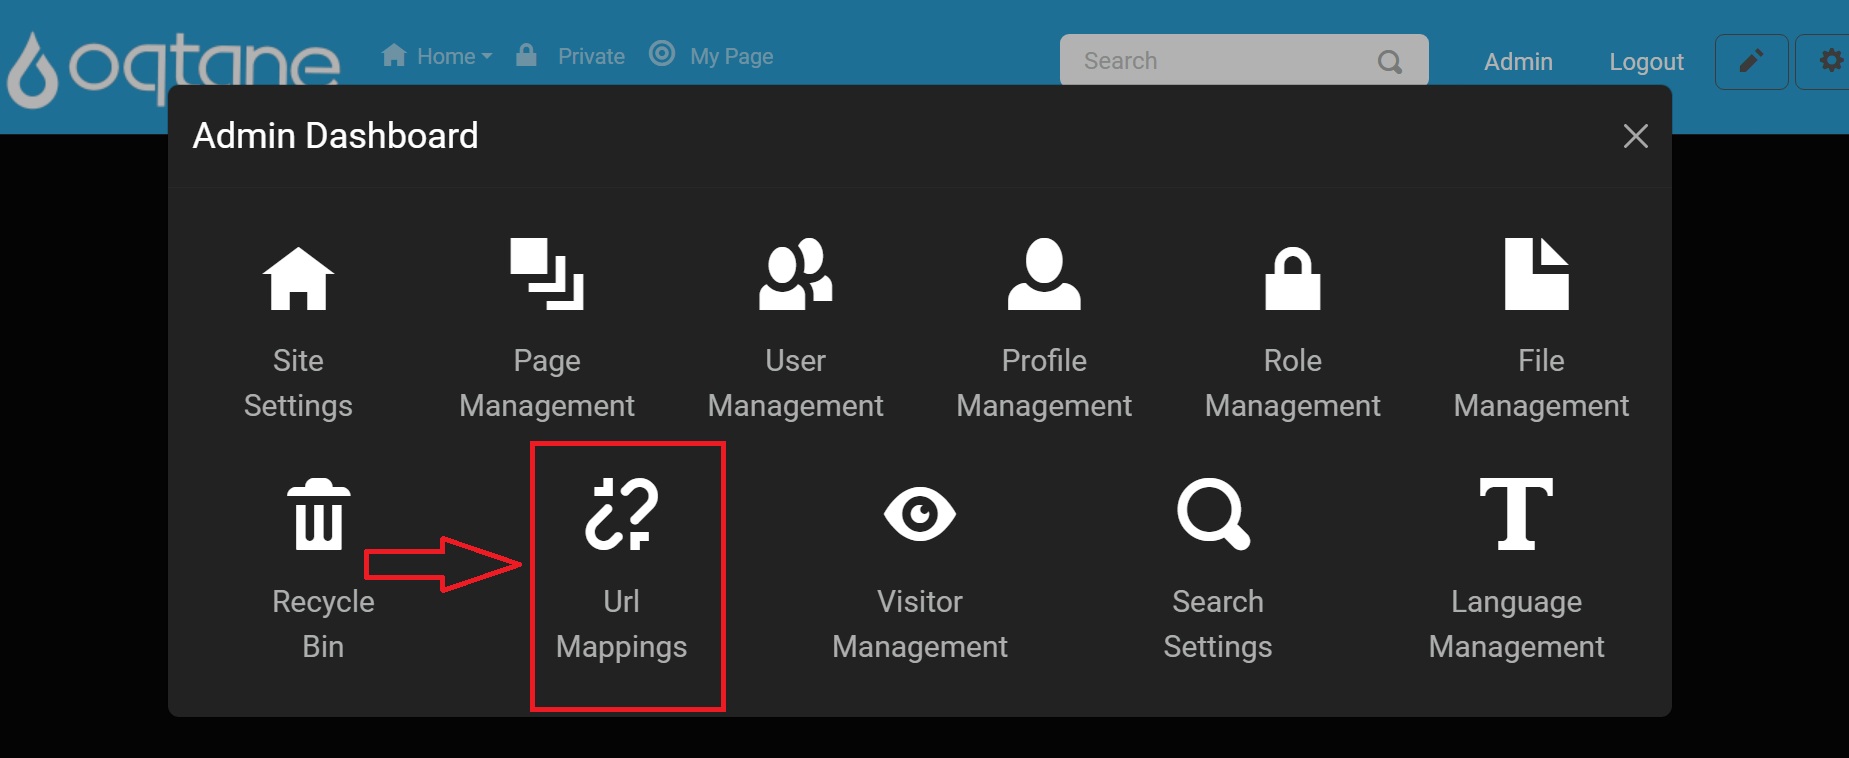 oqtane
Home
Private
My Page
Search
Admin
Logout
Admin Dashboard
Site
Settings
Page
Management
User
Management
Profile
Management
Role
Management
File
Management
Recycle
Bin
Url
Mappings
Visitor
Management
Search
Settings
Language
Management